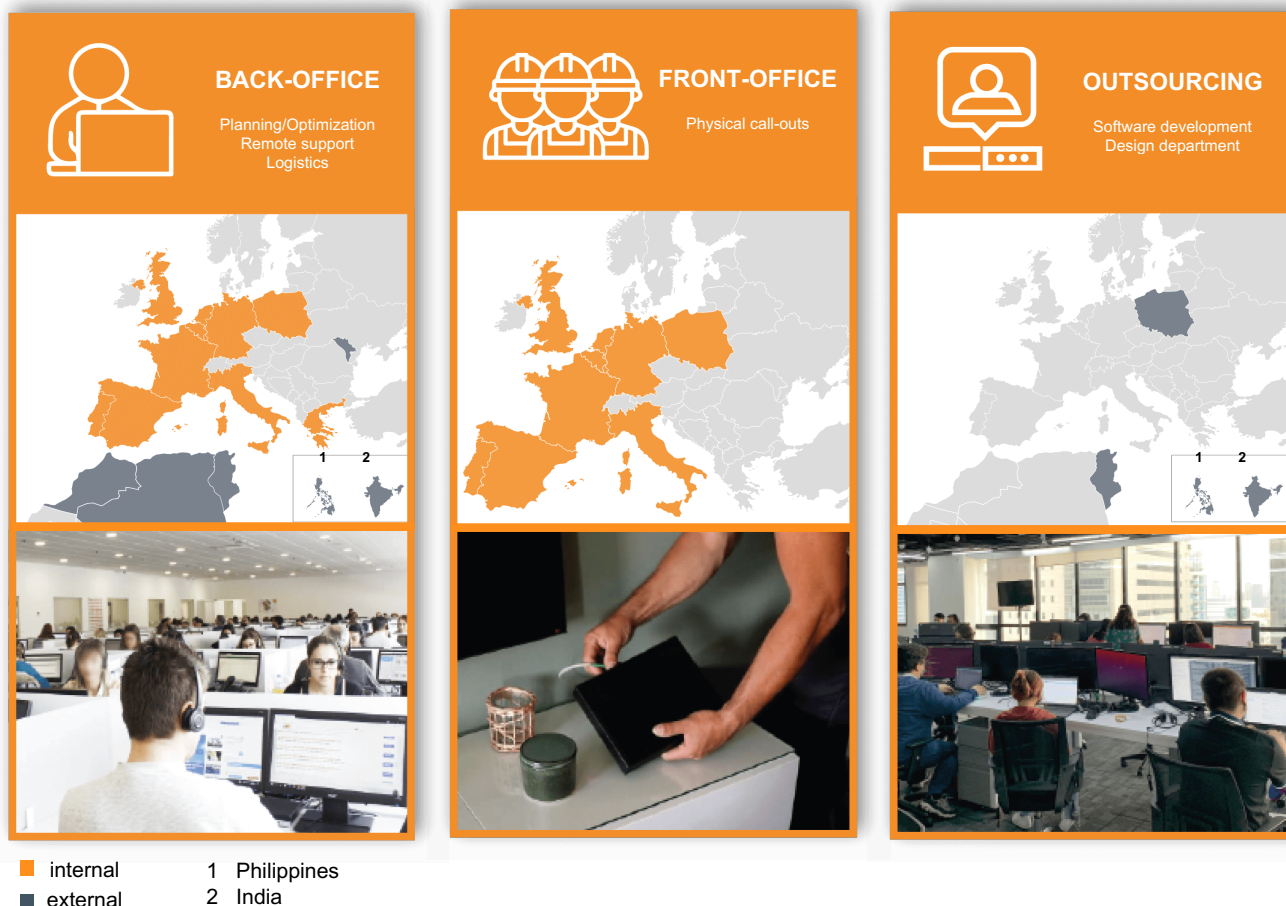 BACK-OFFICE
Planning/Optimization
Remote support
Logistics
1 2
FRONT-OFFICE
Physical call-outs
OUTSOURCING
Software development
Design department
1 2
internal
external
1 Philippines
2 India